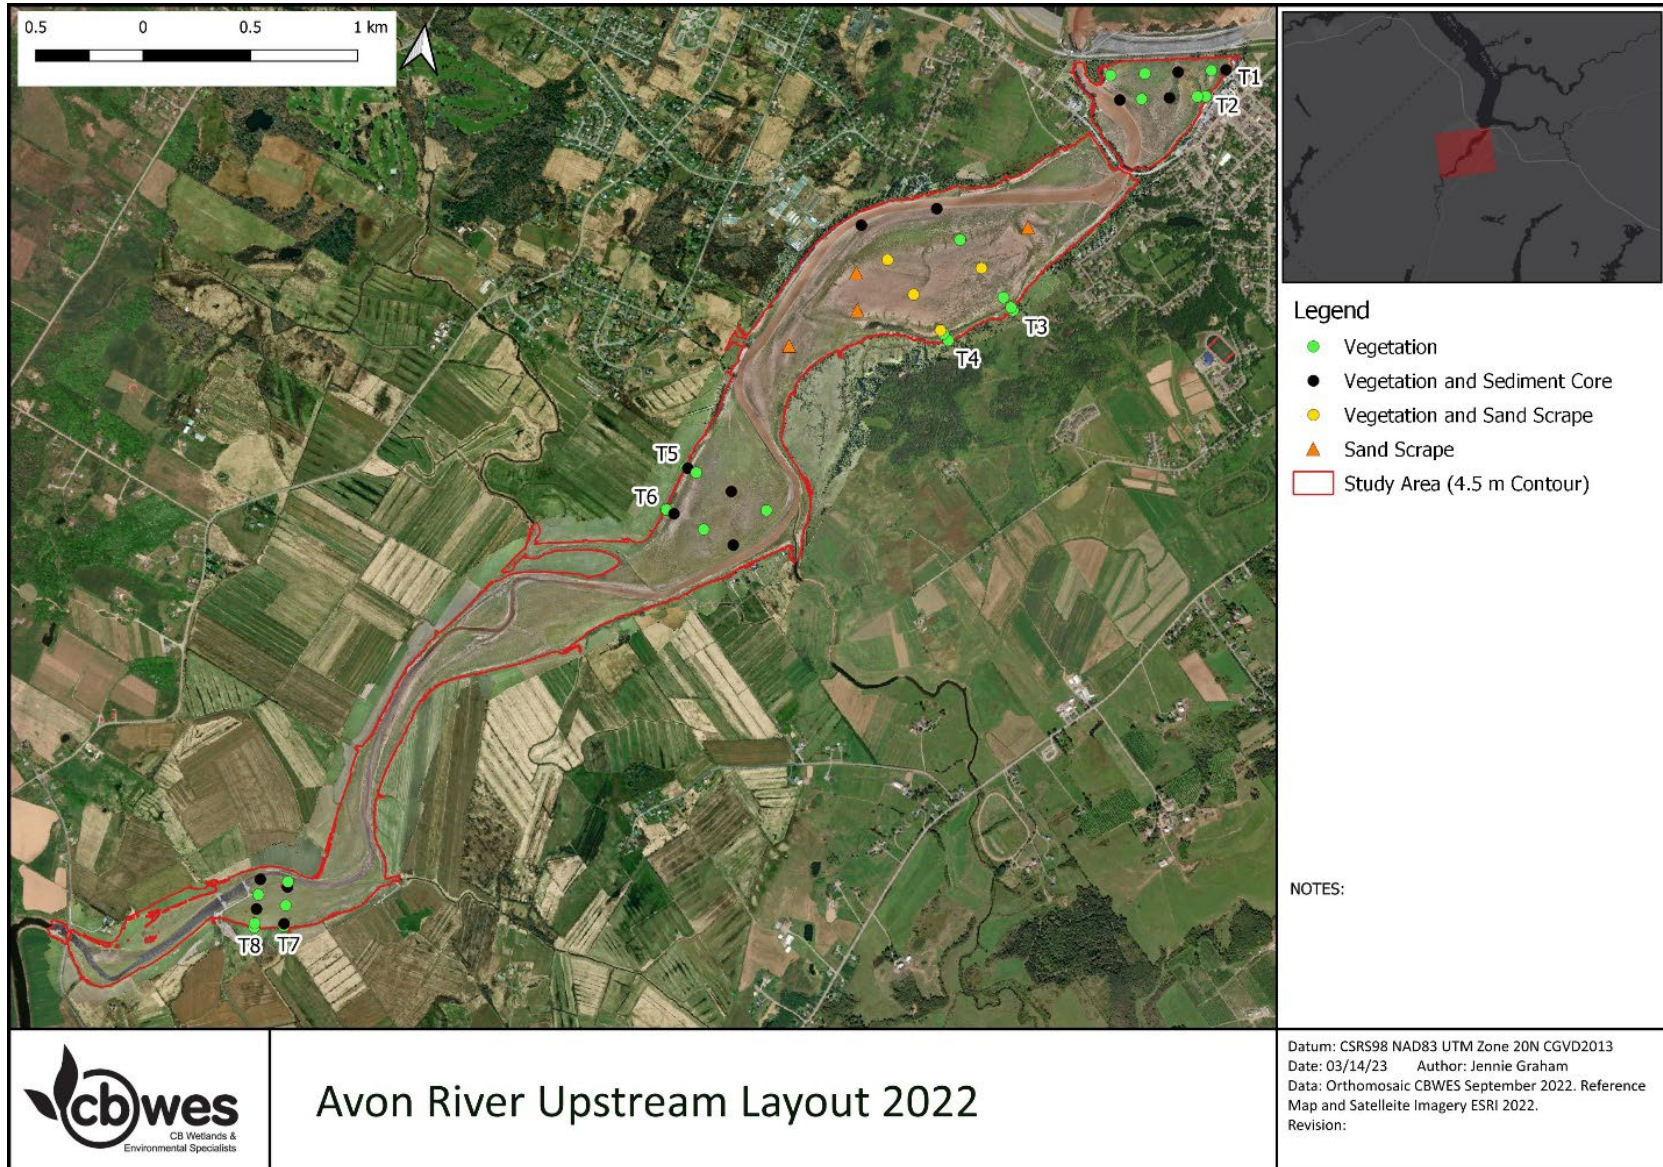 0.5 0 0.5 1 km
T1
T2
T3
T4
T5
T6
T8 T7
Legend
Vegetation
Vegetation and Sediment Core
Vegetation and Sand Scrape
Sand Scrape
Study Area (4.5 m Contour)
NOTES:
cbwes
CB Wetlands &
Environmental Specialists
Avon River Upstream Layout 2022
Datum: CSRS98 NAD83 UTM Zone 20N CGVD2013
Date: 03/14/23 Author: Jennie Graham
Data: Orthomosaic CBWES September 2022. Reference
Map and Satelleite Imagery ESRI 2022.
Revision: